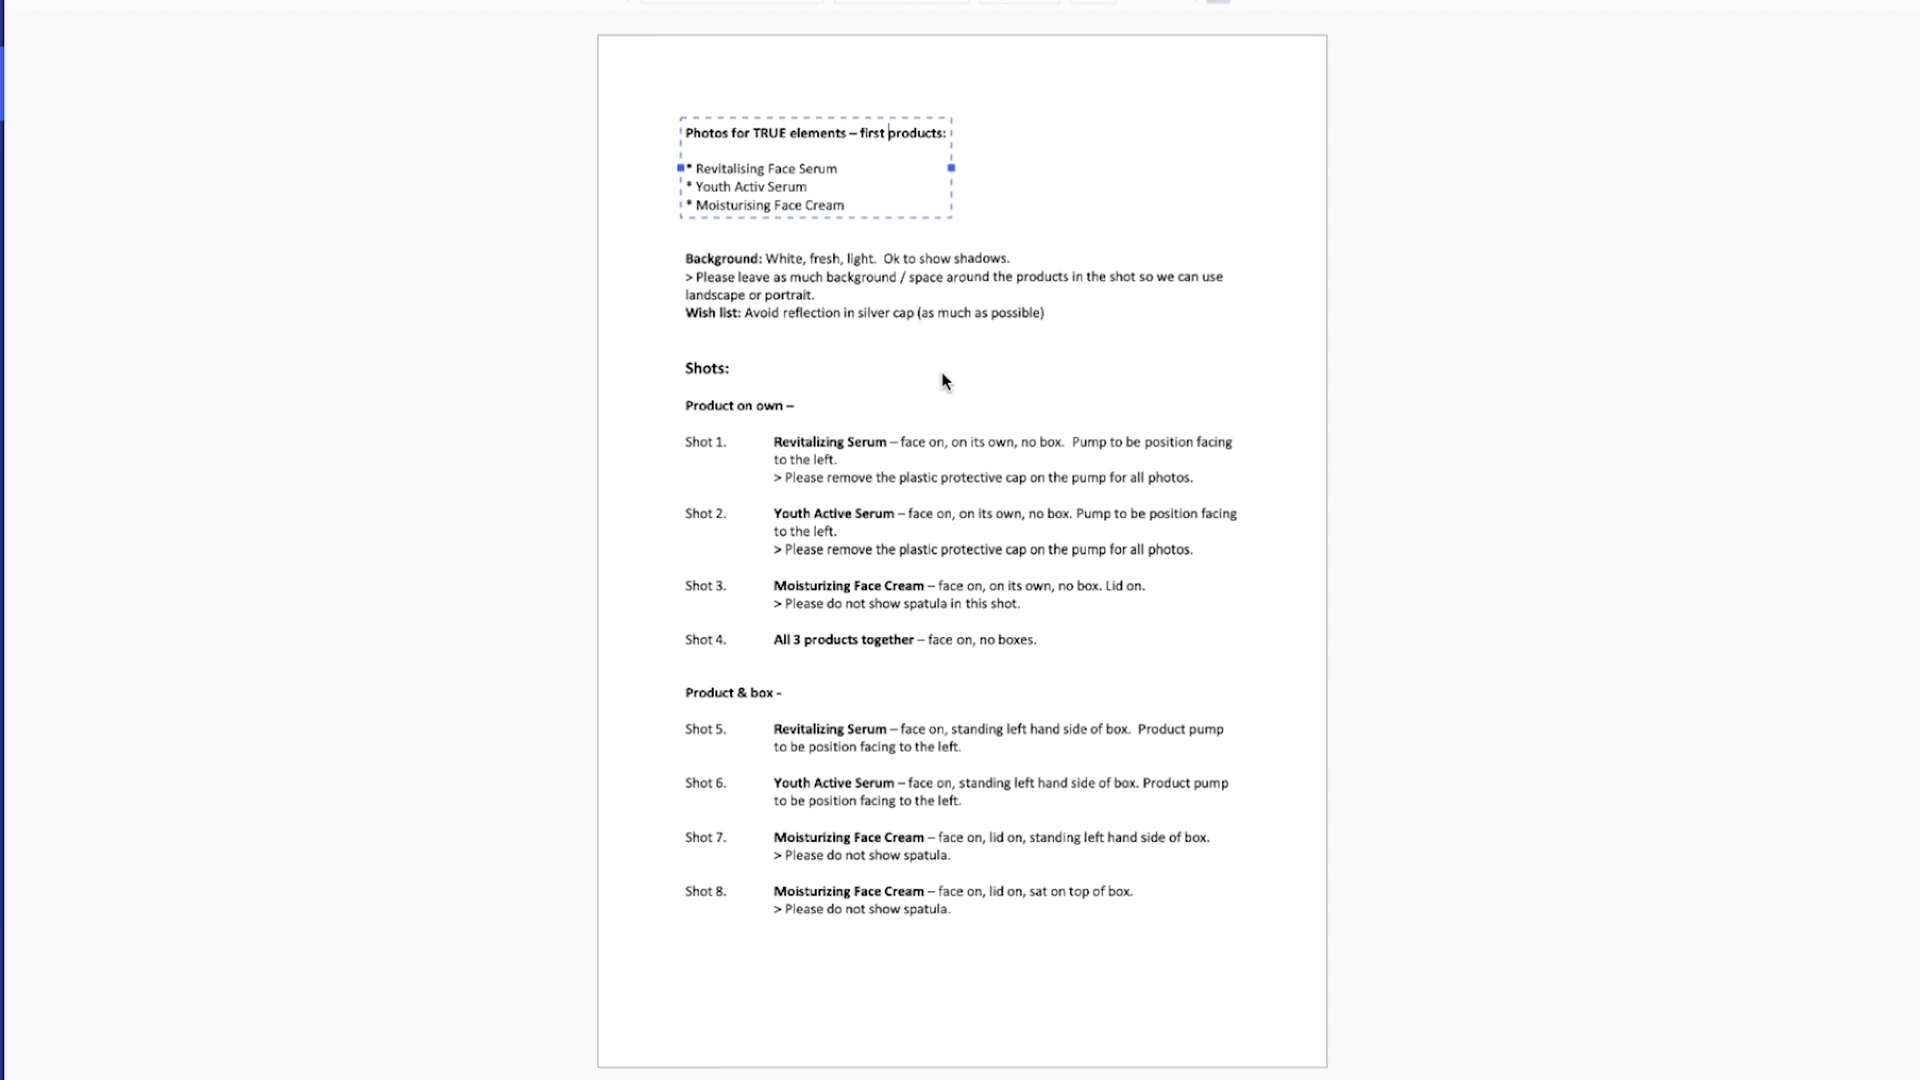 Photos for TRUE elements – first products:
* Revitalising Face Serum
* Youth Activ Serum
* Moisturising Face Cream
Background: White, fresh, light.  Ok to show shadows.
> Please leave as much background / space around the products in the shot so we can use
landscape or portrait.
Wish list: Avoid reflection in silver cap (as much as possible)
Shots:
Product on own –
Shot 1. Revitalizing Serum – face on, on its own, no box.  Pump to be position facing
to the left.
> Please remove the plastic protective cap on the pump for all photos.
Shot 2. Youth Active Serum – face on, on its own, no box. Pump to be position facing
to the left.
> Please remove the plastic protective cap on the pump for all photos.
Shot 3. Moisturizing Face Cream – face on, on its own, no box. Lid on.
> Please do not show spatula in this shot.
Shot 4. All 3 products together – face on, no boxes.
Product & box -
Shot 5. Revitalizing Serum – face on, standing left hand side of box.  Product pump
to be position facing to the left.
Shot 6. Youth Active Serum – face on, standing left hand side of box. Product pump
to be position facing to the left.
Shot 7. Moisturizing Face Cream – face on, lid on, standing left hand side of box.
> Please do not show spatula.
Shot 8. Moisturizing Face Cream – face on, lid on, sat on top of box.
> Please do not show spatula.